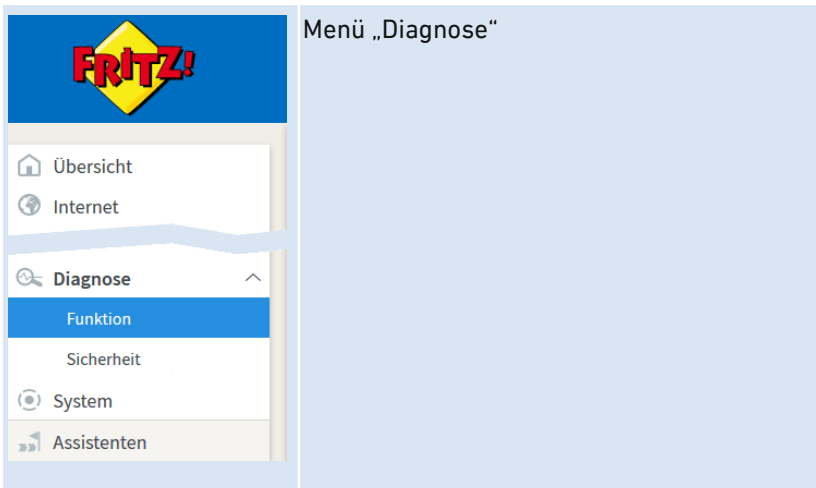 FRITZ!
Menü „Diagnose“
Übersicht
Internet
Diagnose
Funktion
Sicherheit
System
Assistenten